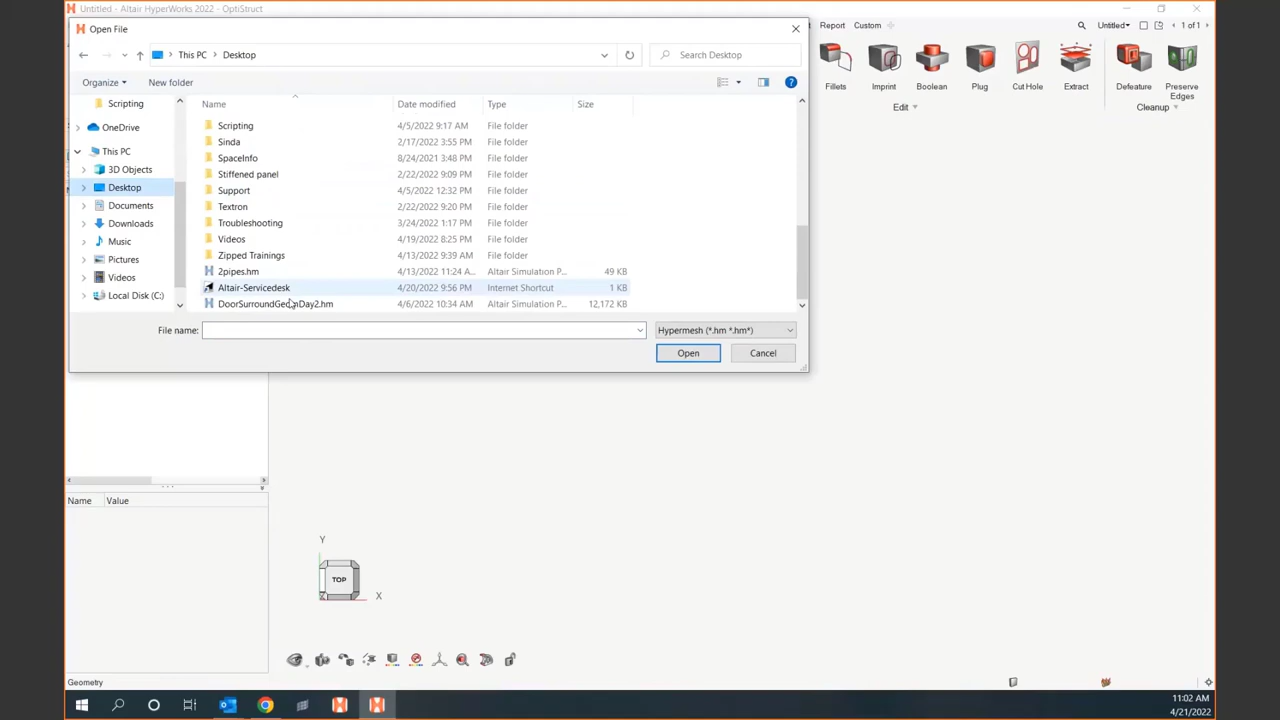 Untitled - Altair HyperWorks 2022 - OptiStruct
Open File
Report Custom Untitled 1 of 1
This PC Desktop Search Desktop
Organize New folder
Fillets Imprint Boolean Plug Cut Hole Extract Defeature Preserve Edges
Edit Cleanup
Name Date modified Type Size
Scripting
OneDrive
This PC
3D Objects
Desktop
Documents
Downloads
Music
Pictures
Videos
Local Disk (C:)
Scripting 4/5/2022 9:17 AM File folder
Sinda 2/17/2022 3:55 PM File folder
SpaceInfo 8/24/2021 3:48 PM File folder
Stiffened panel 2/22/2022 9:09 PM File folder
Support 4/5/2022 12:32 PM File folder
Textron 2/22/2022 9:20 PM File folder
Troubleshooting 3/24/2022 1:17 PM File folder
Videos 4/19/2022 8:25 PM File folder
Zipped Trainings 4/13/2022 9:39 AM File folder
2pipes.hm 4/13/2022 11:24 A... Altair Simulation P... 49 KB
Altair-Servicedesk 4/20/2022 9:56 PM Internet Shortcut 1 KB
DoorSurroundGeomDay2.hm 4/6/2022 10:34 AM Altair Simulation P... 12,172 KB
File name: Hypermesh (*.hm *.hm*)
Open Cancel
Name Value
Y
TOP
X
Geometry
11:02 AM
4/21/2022